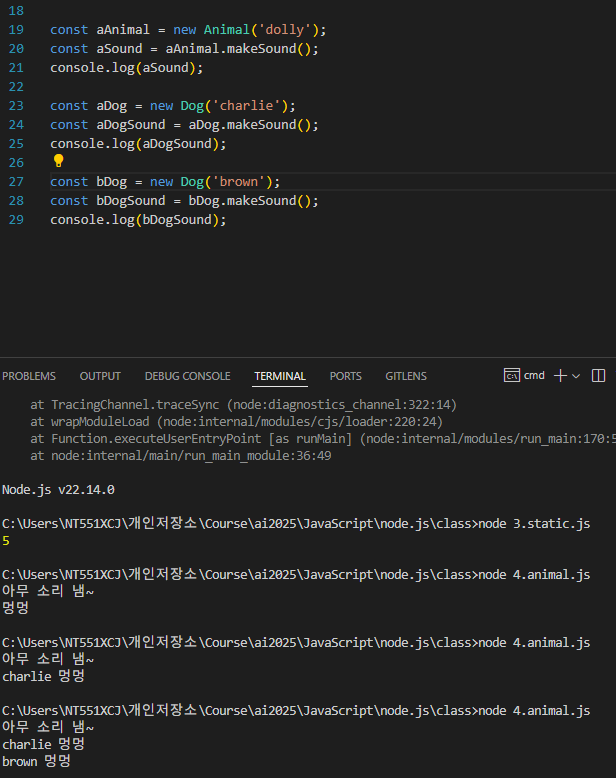 18
19 const aAnimal = new Animal('dolly');
20 const aSound = aAnimal.makeSound();
21 console.log(aSound);
22
23 const aDog = new Dog('charlie');
24 const aDogSound = aDog.makeSound();
25 console.log(aDogSound);
26
27 const bDog = new Dog('brown');
28 const bDogSound = bDog.makeSound();
29 console.log(bDogSound);
PROBLEMS OUTPUT DEBUG CONSOLE TERMINAL PORTS GITLENS cmd
at TracingChannel.traceSync (node:diagnostics_channel:322:14)
at wrapModuleLoad (node:internal/modules/cjs/loader:220:24)
at Function.executeUserEntryPoint [as runMain] (node:internal/modules/run_main:170:5
at node:internal/main/run_main_module:36:49
Node.js v22.14.0
C:\Users\NT551XCJ\개인저장소\Course\ai2025\JavaScript\node.js\class>node 3.static.js
5
C:\Users\NT551XCJ\개인저장소\Course\ai2025\JavaScript\node.js\class>node 4.animal.js
아무 소리 냄~
멍멍
C:\Users\NT551XCJ\개인저장소\Course\ai2025\JavaScript\node.js\class>node 4.animal.js
아무 소리 냄~
charlie 멍멍
C:\Users\NT551XCJ\개인저장소\Course\ai2025\JavaScript\node.js\class>node 4.animal.js
아무 소리 냄~
charlie 멍멍
brown 멍멍